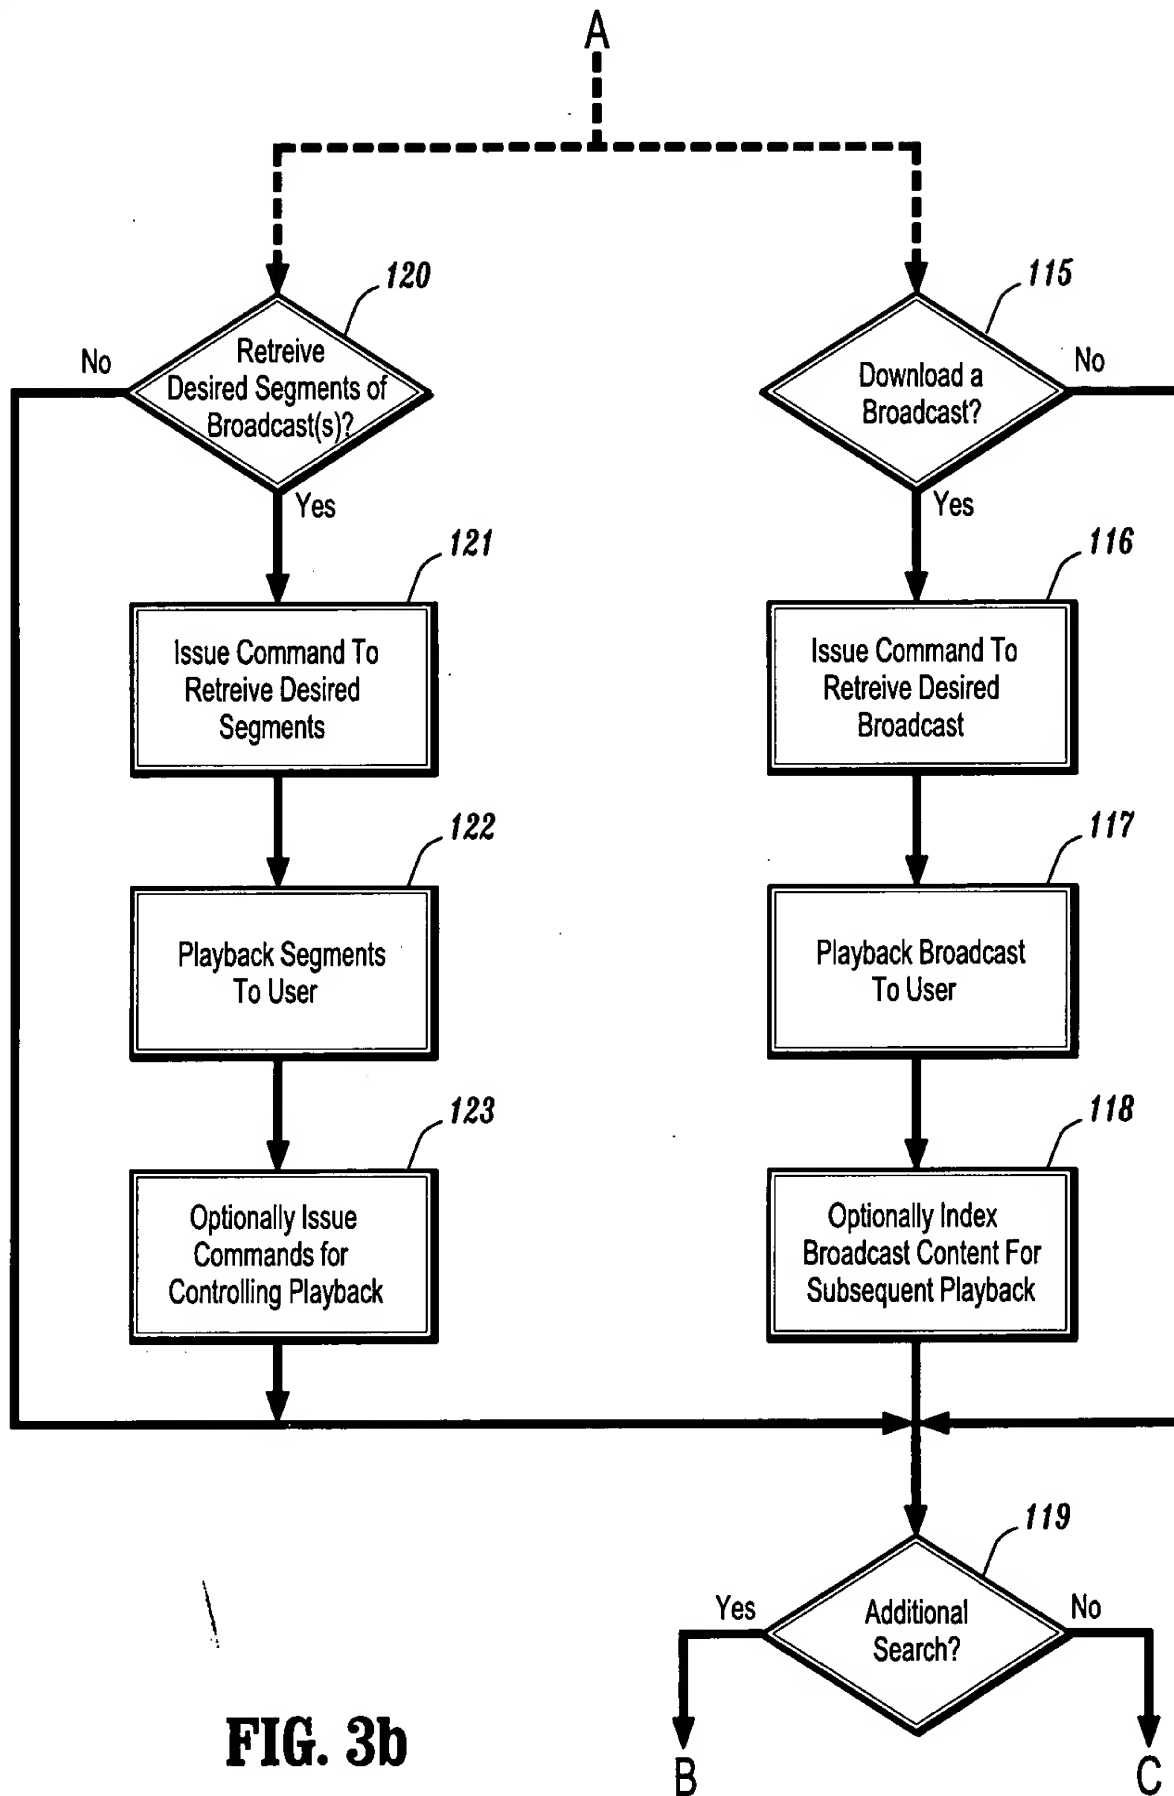 A
120
Retreive
Desired Segments of
Broadcast(s)?
No
Yes
115
Download a
Broadcast?
No
Yes
121
Issue Command To
Retreive Desired
Segments
116
Issue Command To
Retreive Desired
Broadcast
122
Playback Segments
To User
117
Playback Broadcast
To User
123
Optionally Issue
Commands for
Controlling Playback
118
Optionally Index
Broadcast Content For
Subsequent Playback
119
Additional
Search?
Yes
No
B
C
FIG. 3b